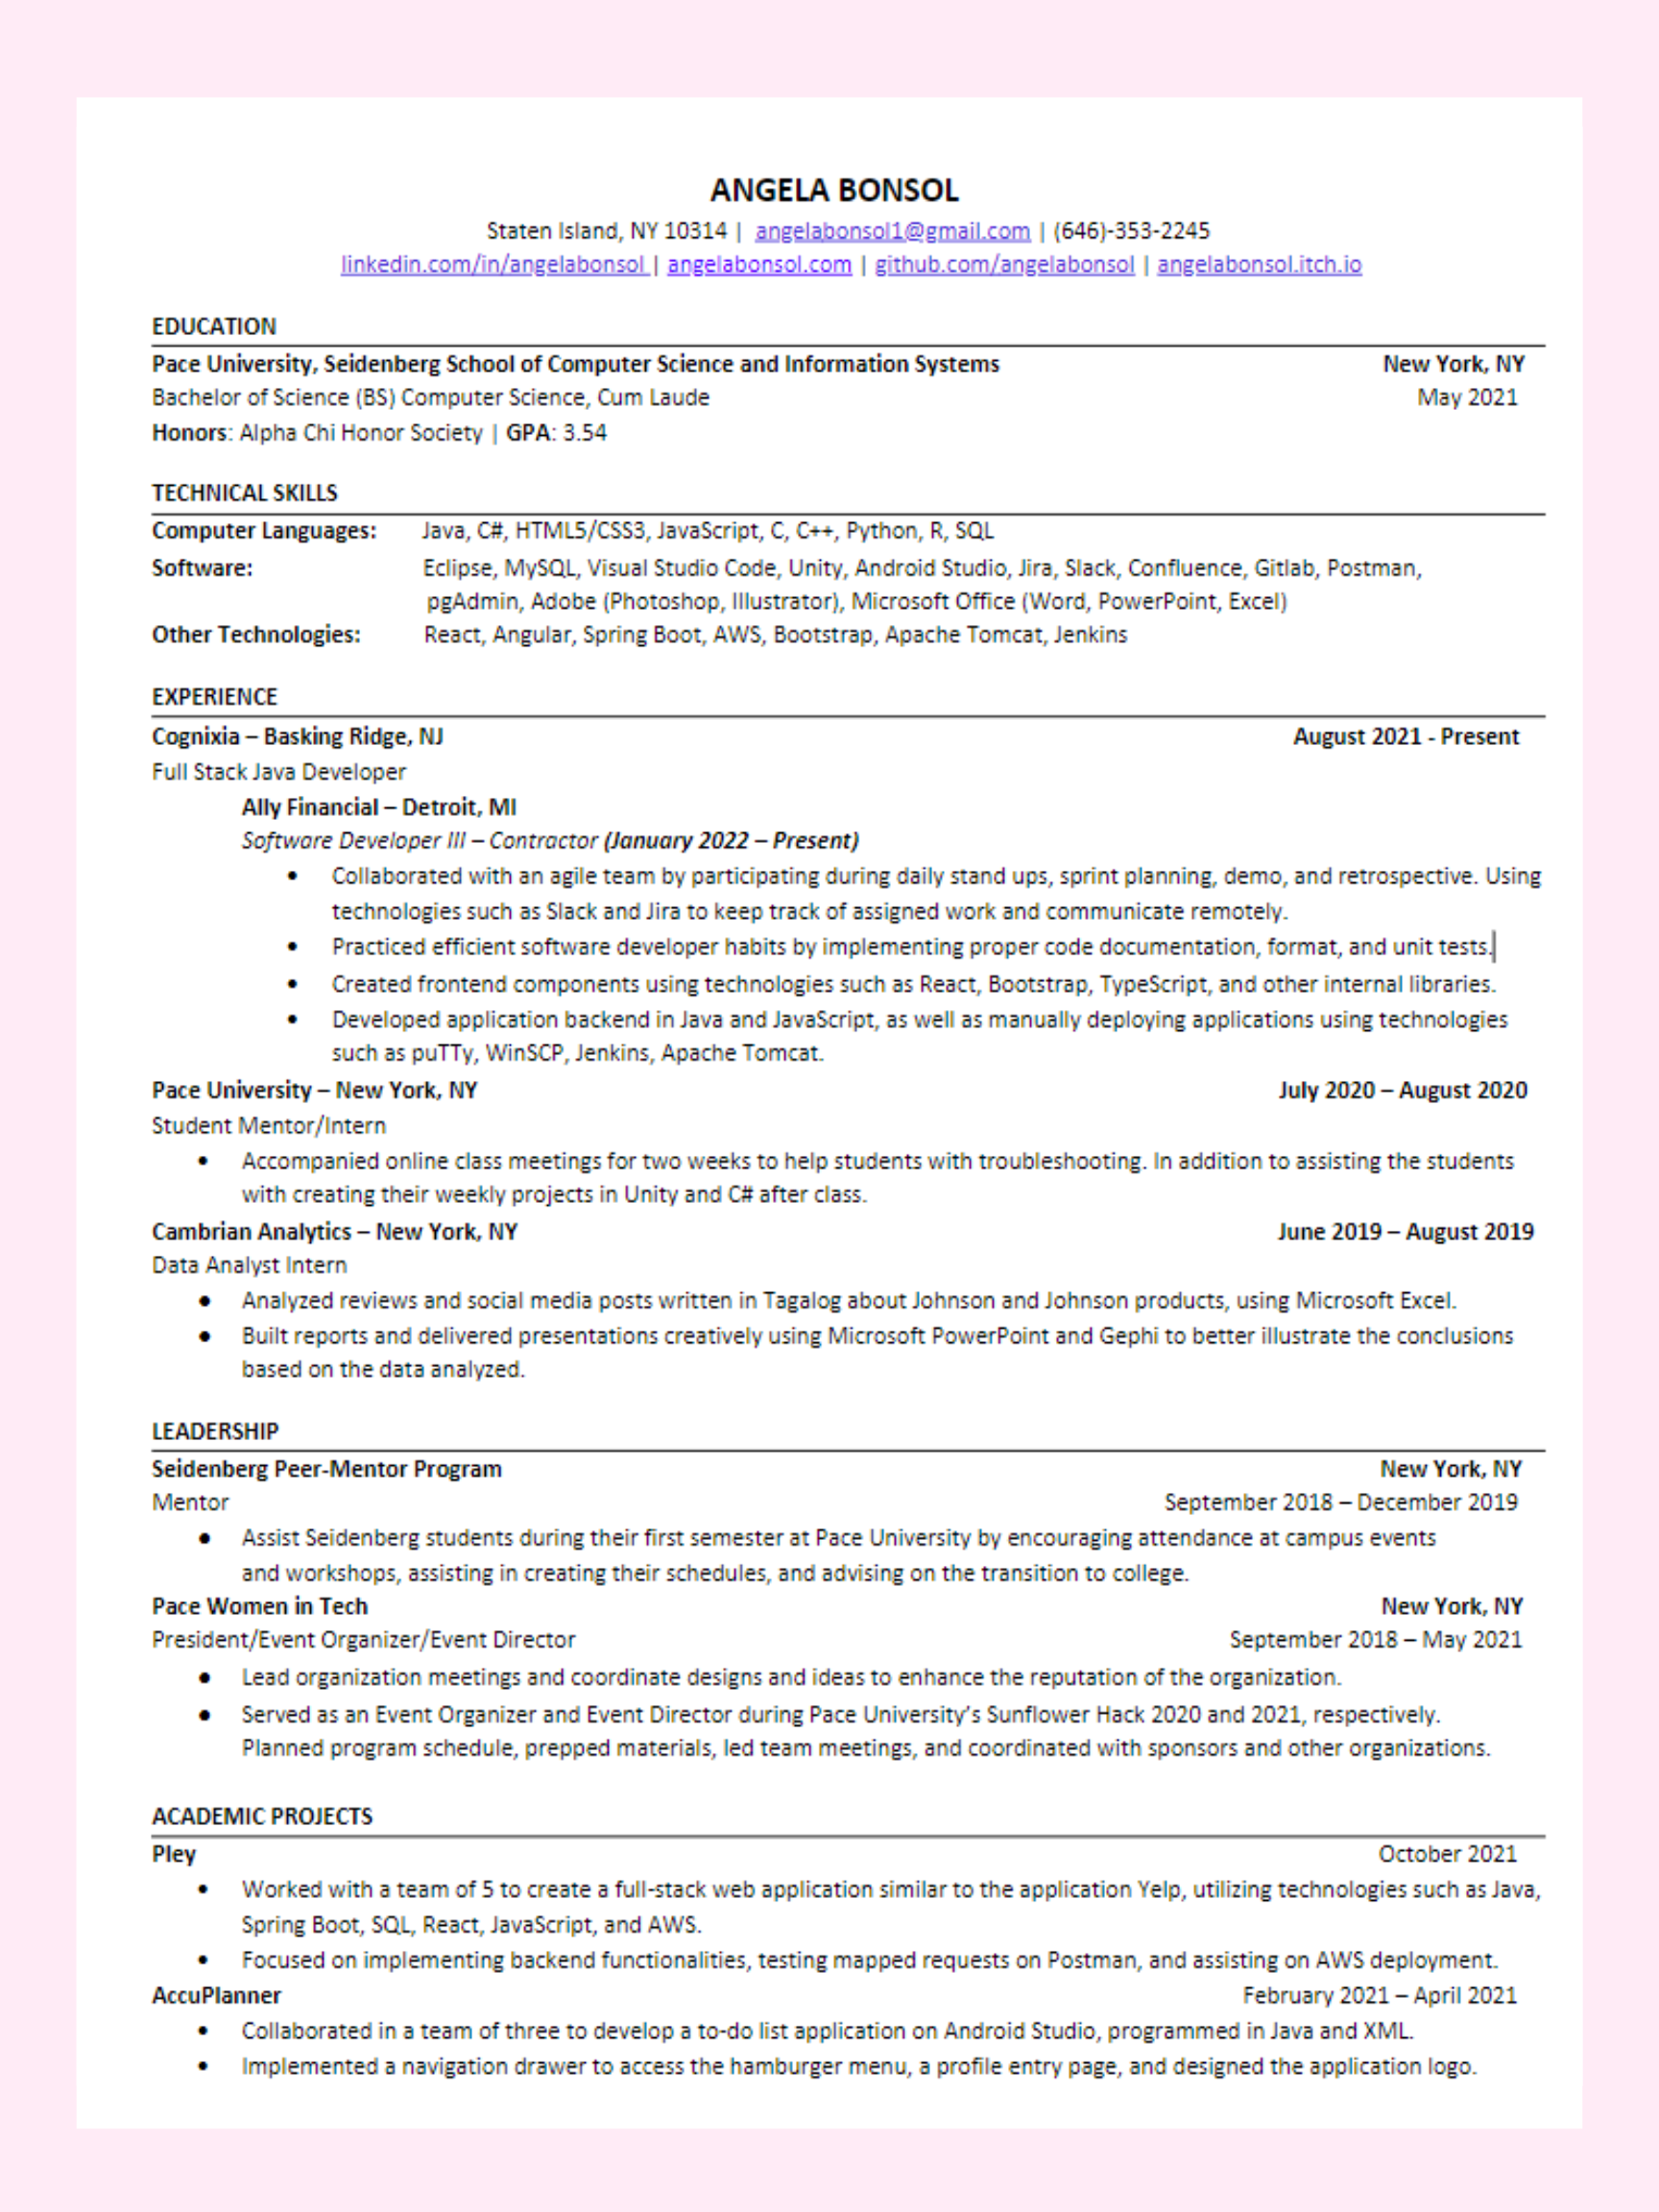 ANGELA BONSOL
Staten Island, NY 10314 | angelabonsol1@gmail.com | (646)-353-2245
linkedin.com/in/angelabonsol | angelabonsol.com | github.com/angelabonsol | angelabonsol.itch.io
EDUCATION
Pace University, Seidenberg School of Computer Science and Information Systems New York, NY
Bachelor of Science (BS) Computer Science, Cum Laude May 2021
Honors: Alpha Chi Honor Society | GPA: 3.54
TECHNICAL SKILLS
Computer Languages: Java, C#, HTML5/CSS3, JavaScript, C, C++, Python, R, SQL
Software: Eclipse, MySQL, Visual Studio Code, Unity, Android Studio, Jira, Slack, Confluence, Gitlab, Postman,
pgAdmin, Adobe (Photoshop, Illustrator), Microsoft Office (Word, PowerPoint, Excel)
Other Technologies: React, Angular, Spring Boot, AWS, Bootstrap, Apache Tomcat, Jenkins
EXPERIENCE
Cognixia – Basking Ridge, NJ August 2021 - Present
Full Stack Java Developer
Ally Financial – Detroit, MI
Software Developer III – Contractor (January 2022 – Present)
• Collaborated with an agile team by participating during daily stand ups, sprint planning, demo, and retrospective. Using
technologies such as Slack and Jira to keep track of assigned work and communicate remotely.
• Practiced efficient software developer habits by implementing proper code documentation, format, and unit tests.
• Created frontend components using technologies such as React, Bootstrap, TypeScript, and other internal libraries.
• Developed application backend in Java and JavaScript, as well as manually deploying applications using technologies
such as puTTy, WinSCP, Jenkins, Apache Tomcat.
Pace University – New York, NY July 2020 – August 2020
Student Mentor/Intern
• Accompanied online class meetings for two weeks to help students with troubleshooting. In addition to assisting the students
with creating their weekly projects in Unity and C# after class.
Cambrian Analytics – New York, NY June 2019 – August 2019
Data Analyst Intern
• Analyzed reviews and social media posts written in Tagalog about Johnson and Johnson products, using Microsoft Excel.
• Built reports and delivered presentations creatively using Microsoft PowerPoint and Gephi to better illustrate the conclusions
based on the data analyzed.
LEADERSHIP
Seidenberg Peer-Mentor Program New York, NY
Mentor September 2018 – December 2019
• Assist Seidenberg students during their first semester at Pace University by encouraging attendance at campus events
and workshops, assisting in creating their schedules, and advising on the transition to college.
Pace Women in Tech New York, NY
President/Event Organizer/Event Director September 2018 – May 2021
• Lead organization meetings and coordinate designs and ideas to enhance the reputation of the organization.
• Served as an Event Organizer and Event Director during Pace University’s Sunflower Hack 2020 and 2021, respectively.
Planned program schedule, prepped materials, led team meetings, and coordinated with sponsors and other organizations.
ACADEMIC PROJECTS
Pley October 2021
• Worked with a team of 5 to create a full-stack web application similar to the application Yelp, utilizing technologies such as Java,
Spring Boot, SQL, React, JavaScript, and AWS.
• Focused on implementing backend functionalities, testing mapped requests on Postman, and assisting on AWS deployment.
AccuPlanner February 2021 – April 2021
• Collaborated in a team of three to develop a to-do list application on Android Studio, programmed in Java and XML.
• Implemented a navigation drawer to access the hamburger menu, a profile entry page, and designed the application logo.